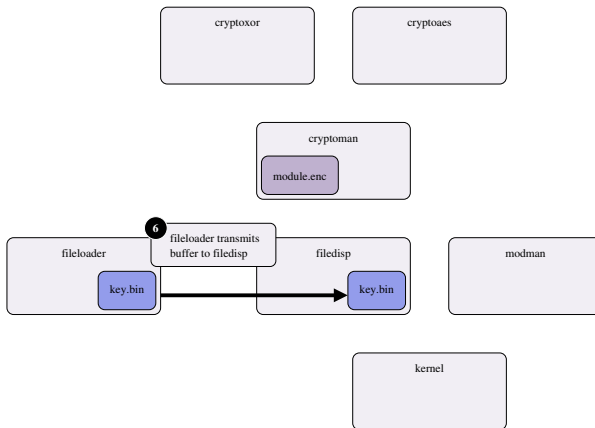 cryptoxor
cryptoaes
cryptoman
module.enc
6
fileloader transmits
buffer to filedisp
fileloader
filedisp
modman
key.bin
key.bin
kernel